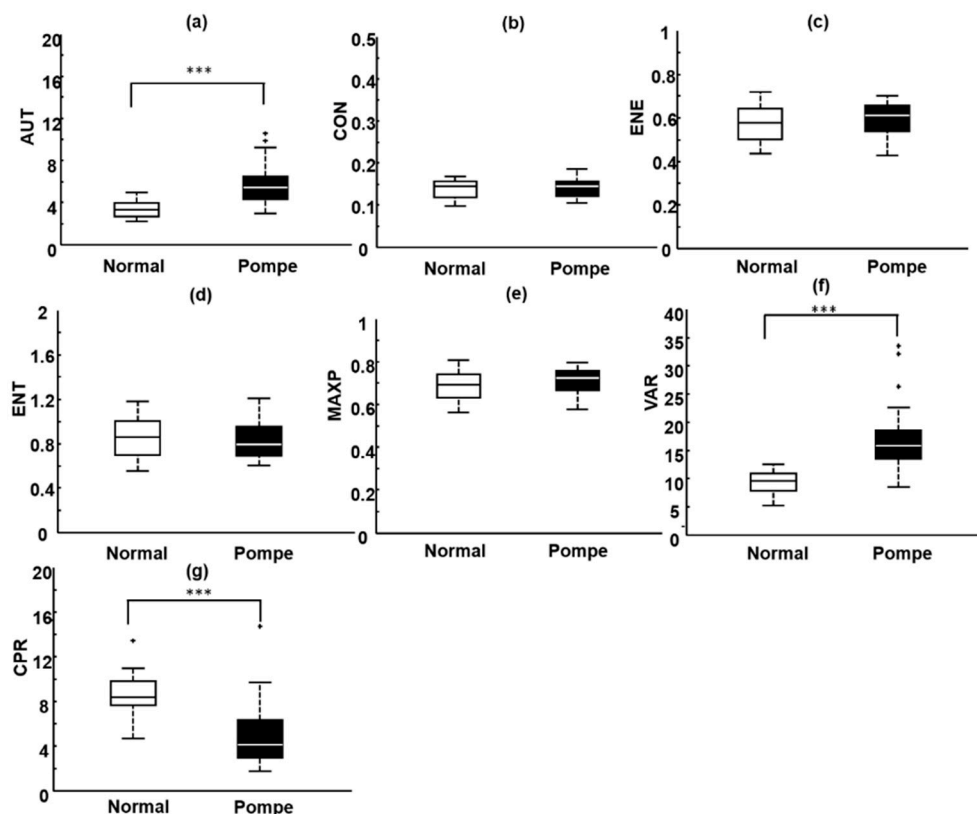 (a)
20
16
12
8
4
0
AUT
***
Normal Pompe
(b)
0.5
0.4
0.3
0.2
0.1
0
CON
Normal Pompe
(c)
1
0.8
0.6
0.4
0.2
0
ENE
Normal Pompe
(d)
2
1.6
1.2
0.8
0.4
0
ENT
Normal Pompe
(e)
1
0.8
0.6
0.4
0.2
0
MAXP
Normal Pompe
(f)
40
35
30
25
20
15
10
5
0
VAR
***
Normal Pompe
(g)
20
16
12
8
4
0
CPR
***
Normal Pompe